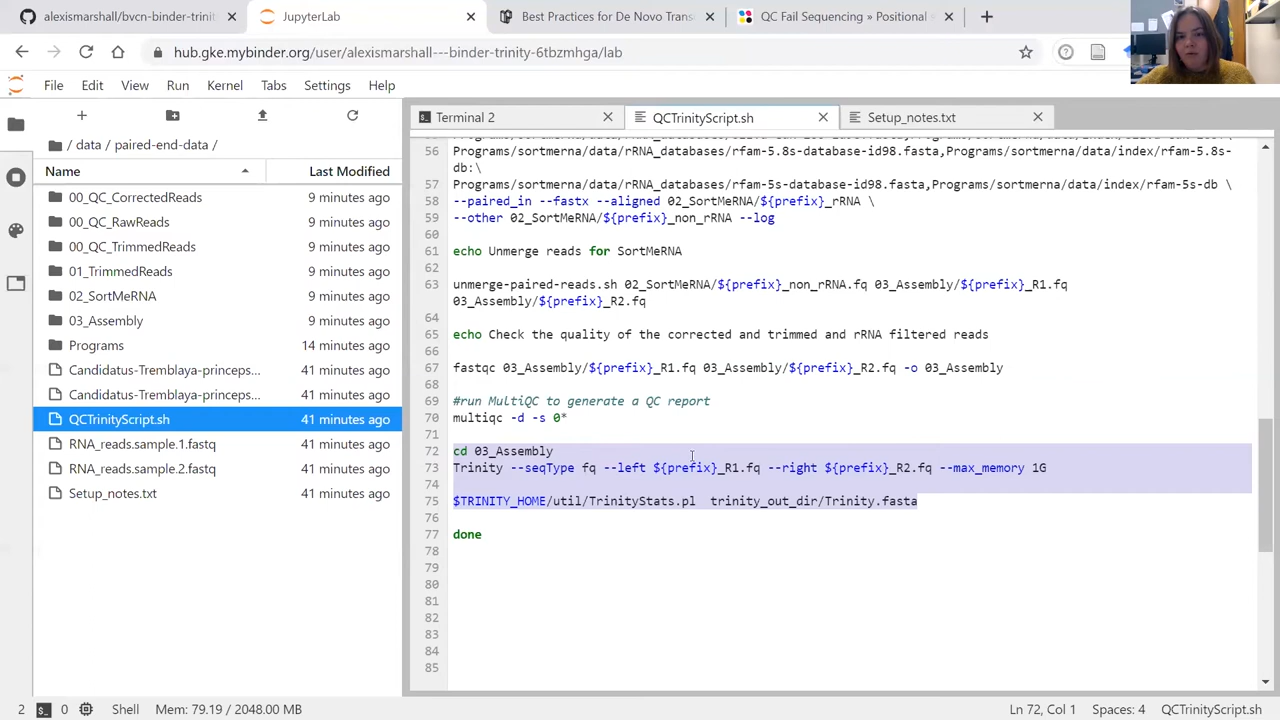 alexismarshall/bvcn-binder-trinit
JupyterLab
Best Practices for De Novo Trans
QC Fail Sequencing » Positional
hub.gke.mybinder.org/user/alexismarshall---binder-trinity-6tbzmhga/lab
File Edit View Run Kernel Tabs Settings Help
Terminal 2
QCTrinityScript.sh
Setup_notes.txt
/ data / paired-end-data /
Name Last Modified
00_QC_CorrectedReads 9 minutes ago
00_QC_RawReads 9 minutes ago
00_QC_TrimmedReads 9 minutes ago
01_TrimmedReads 9 minutes ago
02_SortMeRNA 9 minutes ago
03_Assembly 9 minutes ago
Programs 14 minutes ago
Candidatus-Tremblaya-princeps... 41 minutes ago
Candidatus-Tremblaya-princeps... 41 minutes ago
QCTrinityScript.sh 41 minutes ago
RNA_reads.sample.1.fastq 41 minutes ago
RNA_reads.sample.2.fastq 41 minutes ago
Setup_notes.txt 41 minutes ago
56 Programs/sortmerna/data/rRNA_databases/rfam-5.8s-database-id98.fasta,Programs/sortmerna/data/index/rfam-5.8s-
db:\
57 Programs/sortmerna/data/rRNA_databases/rfam-5s-database-id98.fasta,Programs/sortmerna/data/index/rfam-5s-db \
58 --paired_in --fastx --aligned 02_SortMeRNA/${prefix}_rRNA \
59 --other 02_SortMeRNA/${prefix}_non_rRNA --log
60
61 echo Unmerge reads for SortMeRNA
62
63 unmerge-paired-reads.sh 02_SortMeRNA/${prefix}_non_rRNA.fq 03_Assembly/${prefix}_R1.fq
03_Assembly/${prefix}_R2.fq
64
65 echo Check the quality of the corrected and trimmed and rRNA filtered reads
66
67 fastqc 03_Assembly/${prefix}_R1.fq 03_Assembly/${prefix}_R2.fq -o 03_Assembly
68
69 #run MultiQC to generate a QC report
70 multiqc -d -s 0*
71
72 cd 03_Assembly
73 Trinity --seqType fq --left ${prefix}_R1.fq --right ${prefix}_R2.fq --max_memory 1G
74
75 $TRINITY_HOME/util/TrinityStats.pl trinity_out_dir/Trinity.fasta
76
77 done
78
79
80
81
82
83
84
85
2 0 Shell Mem: 79.19 / 2048.00 MB Ln 72, Col 1 Spaces: 4 QCTrinityScript.sh